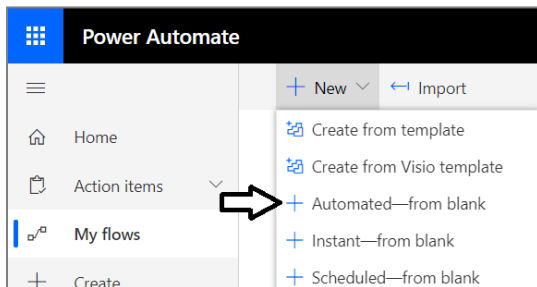 Power Automate
New
Import
Home
Action items
My flows
Create
Create from template
Create from Visio template
Automated—from blank
Instant—from blank
Scheduled—from blank